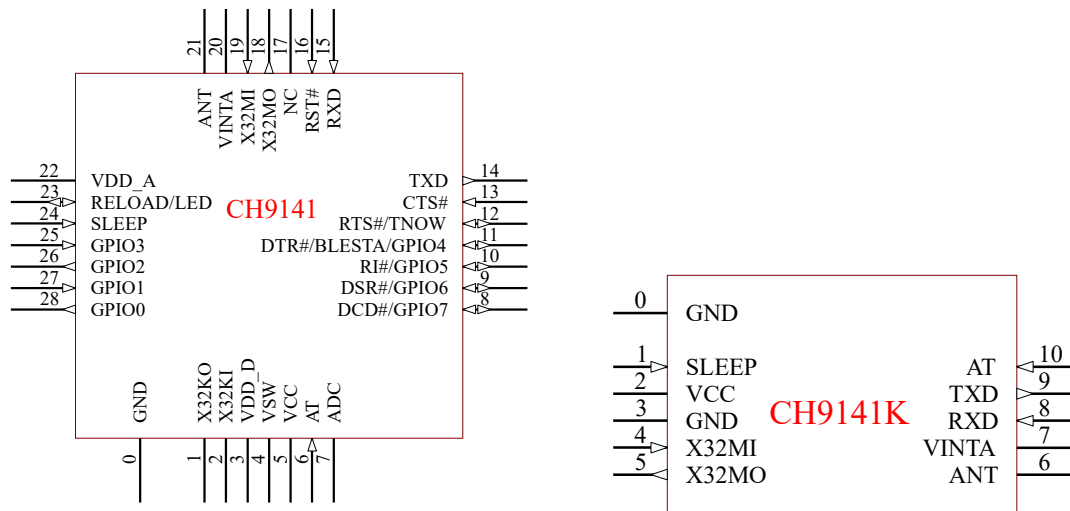 21 20 19 18 17 16 15
ANT VINTA X32MI X32MO NC RST# RXD
22 VDD_A TXD 14
23 RELOAD/LED CTS# 13
24 SLEEP RTS#/TNOW 12
25 GPIO3 DTR#/BLESTA/GPIO4 11
26 GPIO2 RI#/GPIO5 10
27 GPIO1 DSR#/GPIO6 9
28 GPIO0 DCD#/GPIO7 8
CH9141
GND X32KO X32KI VDD_D VSW VCC AT ADC
0 1 2 3 4 5 6 7
0 GND
1 SLEEP AT 10
2 VCC TXD 9
3 GND RXD 8
4 X32MI VINTA 7
5 X32MO ANT 6
CH9141K